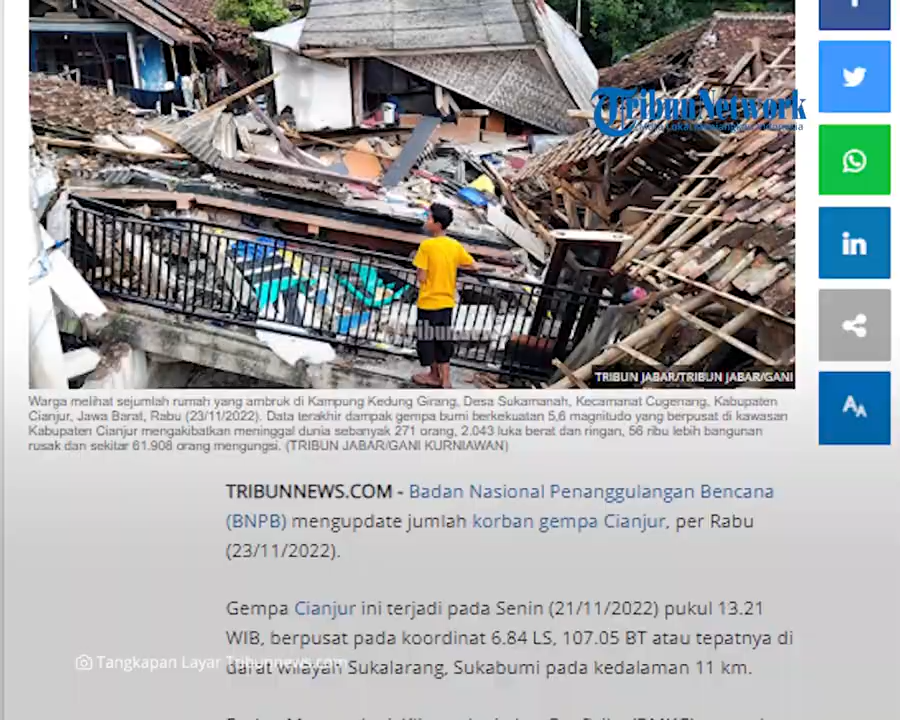 Tribun Network
Tribunnews
TRIBUN JABAR/TRIBUN JABAR/GANI
Warga melihat sejumlah rumah yang ambruk di Kampung Kedung Girang, Desa Sukamanah, Kecamanat Cugenang, Kabupaten
Cianjur, Jawa Barat, Rabu (23/11/2022). Data terakhir dampak gempa bumi berkekuatan 5,6 magnitudo yang berpusat di kawasan
Kabupaten Cianjur mengakibatkan meninggal dunia sebanyak 271 orang, 2.043 luka berat dan ringan, 56 ribu lebih bangunan
rusak dan sekitar 61.908 orang mengungsi. (TRIBUN JABAR/GANI KURNIAWAN)
TRIBUNNEWS.COM - Badan Nasional Penanggulangan Bencana
(BNPB) mengupdate jumlah korban gempa Cianjur, per Rabu
(23/11/2022).
Gempa Cianjur ini terjadi pada Senin (21/11/2022) pukul 13.21
WIB, berpusat pada koordinat 6.84 LS, 107.05 BT atau tepatnya di
darat wilayah Sukalarang, Sukabumi pada kedalaman 11 km.
Tangkapan Layar Tribunnews.com